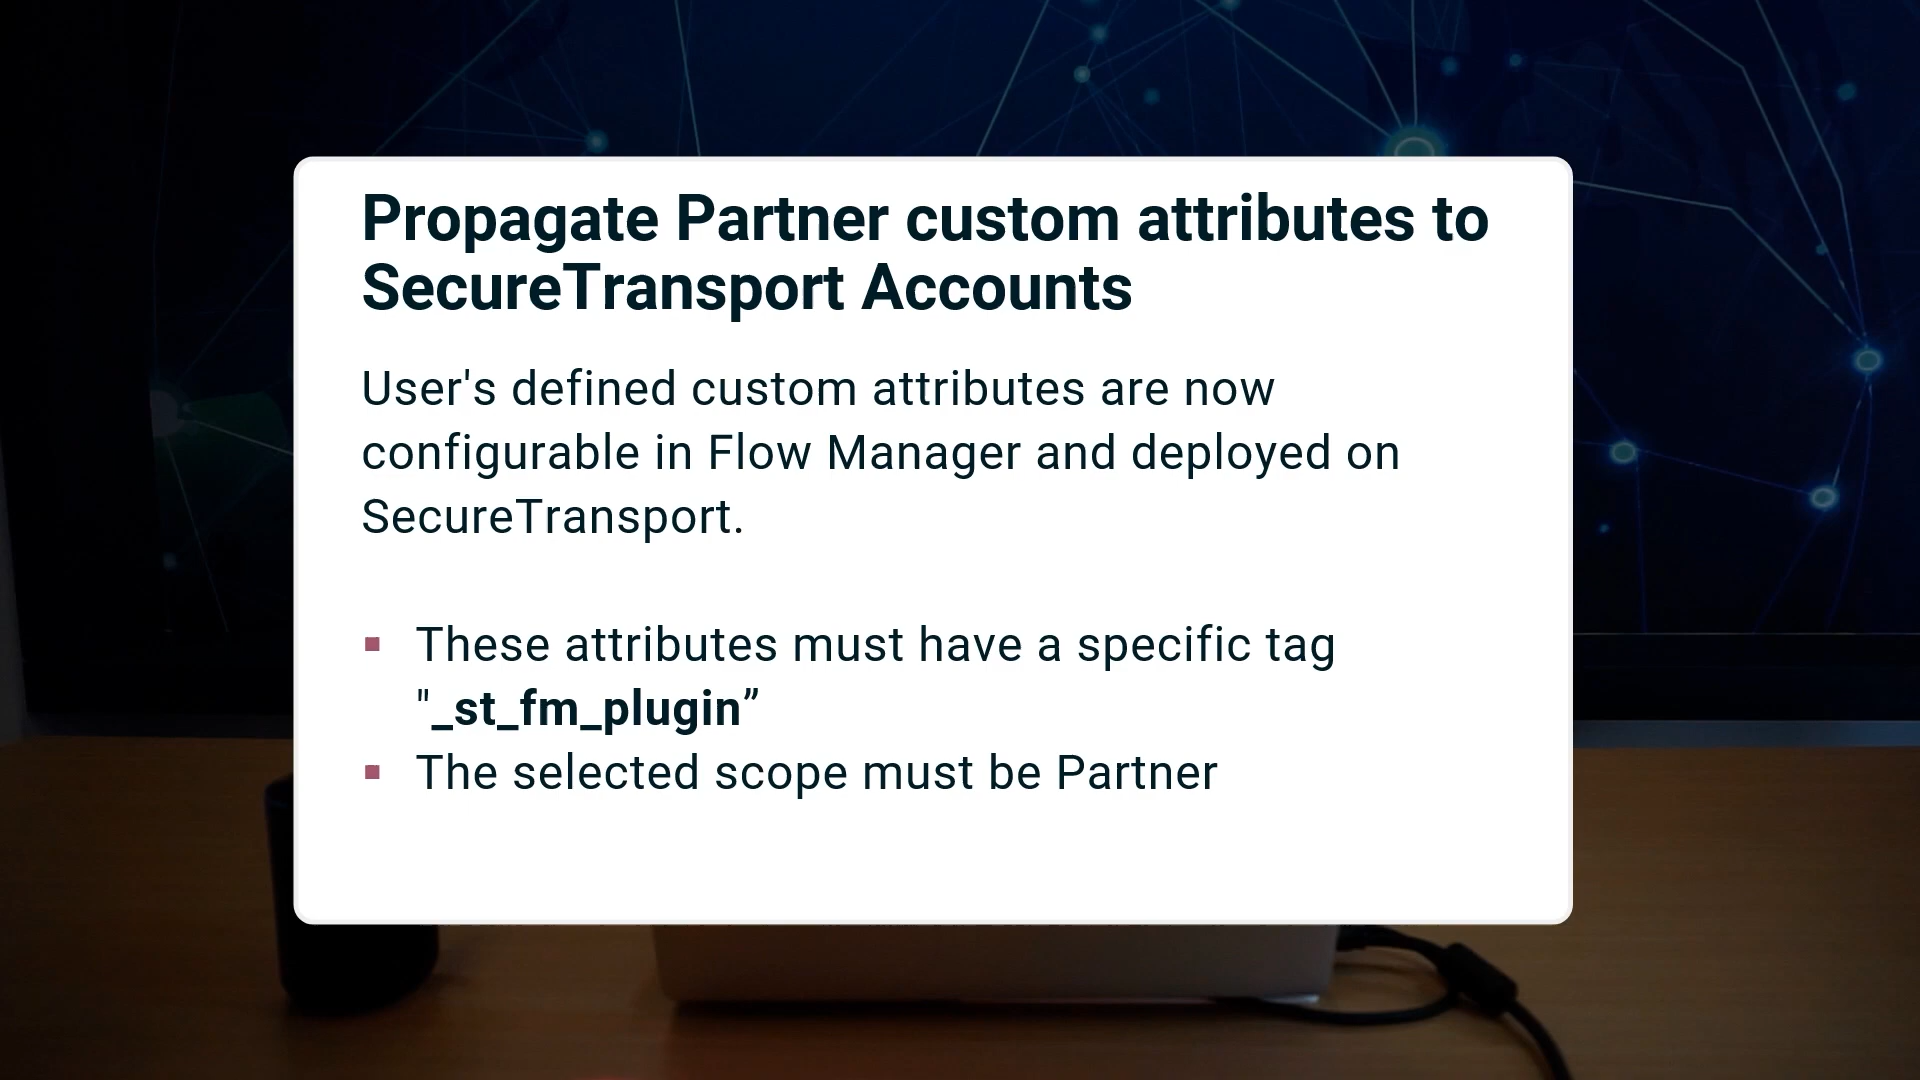 Propagate Partner custom attributes to
SecureTransport Accounts
User's defined custom attributes are now
configurable in Flow Manager and deployed on
SecureTransport.
▪ These attributes must have a specific tag
"_st_fm_plugin”
▪ The selected scope must be Partner